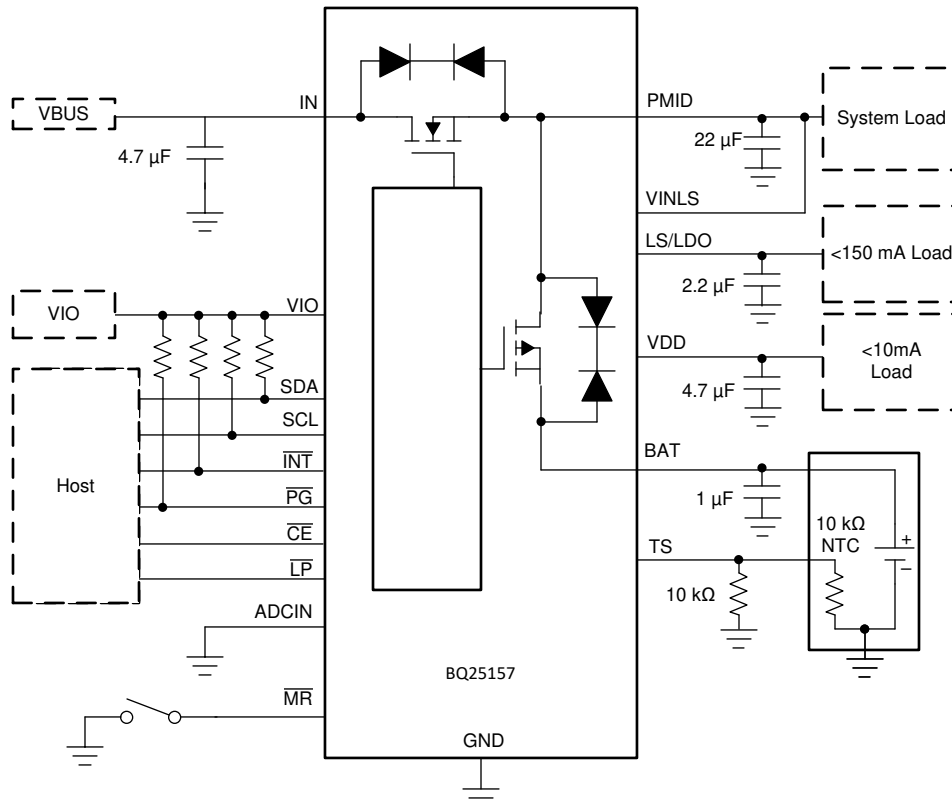 VBUS
4.7 µF
IN
PMID
22 µF
System Load
VINLS
LS/LDO
2.2 µF
<150 mA Load
VIO
VIO
VDD
4.7 µF
<10mA
Load
SDA
SCL
INT
PG
CE
LP
Host
BAT
1 µF
10 kΩ
NTC
+
−
TS
10 kΩ
ADCIN
MR
BQ25157
GND